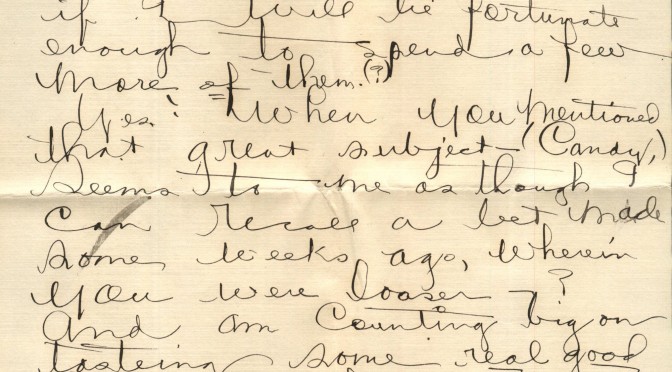 if I will be fortunate
enough to spend a few
more of them.(?)
Yes! When you mentioned
that great subject (Candy,)
seems to me as though I
can recall a bet made
some weeks ago, wherein
you were looser?
And am counting big on
tasteing some real good